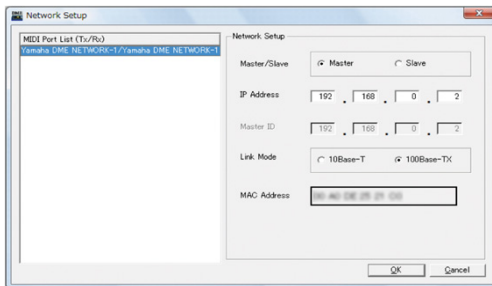 Network Setup
MIDI Port List (Tx/Rx)
Yamaha DME NETWORK-1/Yamaha DME NETWORK-1
Network Setup
Master/Slave Master Slave
IP Address 192 . 168 . 0 . 2
Master ID 192 . 168 . 0 . 2
Link Mode 10Base-T 100Base-TX
MAC Address
OK Cancel